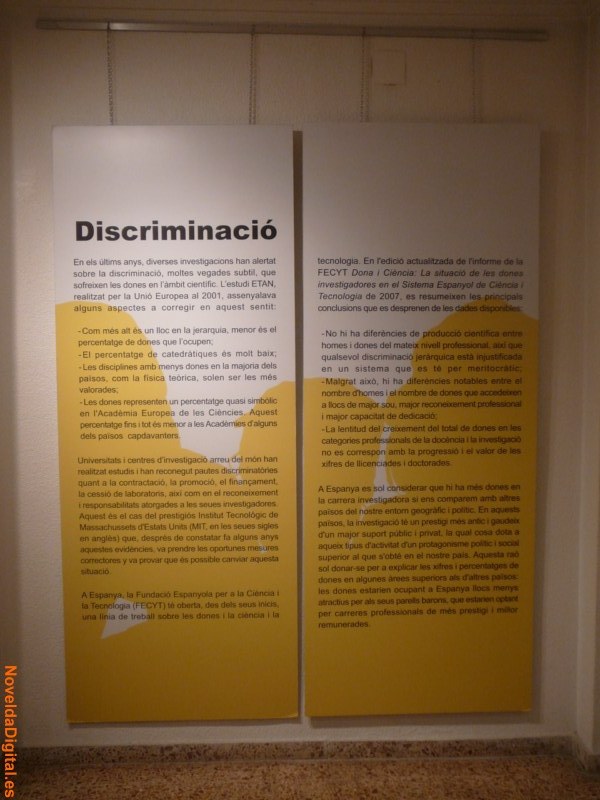 Discriminació
En els últims anys, diverses investigacions han alertat
sobre la discriminació, moltes vegades subtil, que
sofreixen les dones en l'àmbit científic. L'estudi ETAN,
realitzat per la Unió Europea al 2001, assenyalava
alguns aspectes a corregir en aquest sentit:
-Com més alt és un lloc en la jerarquia, menor és el
percentatge de dones que l'ocupen;
-El percentatge de catedràtiques és molt baix;
-Les disciplines amb menys dones en la majoria dels
països, com la física teòrica, solen ser les més
valorades;
-Les dones representen un percentatge quasi simbòlic
en l'Acadèmia Europea de les Ciències. Aquest
percentatge fins i tot és menor a les Acadèmies d'alguns
dels països capdavanters.
Universitats i centres d'investigació arreu del món han
realitzat estudis i han reconegut pautes discriminatòries
quant a la contractació, la promoció, el finançament,
la cessió de laboratoris, així com en el reconeixement
i responsabilitats atorgades a les seues investigadores.
Aquest és el cas del prestigiós Institut Tecnològic de
Massachussets d'Estats Units (MIT, en les seues sigles
en anglès) que, després de constatar fa alguns anys
aquestes evidències, va prendre les oportunes mesures
correctores y va provar que és possible canviar aquesta
situació.
A Espanya, la Fundació Espanyola per a la Ciència i
la Tecnologia (FECYT) té oberta, des dels seus inicis,
una línia de treball sobre les dones i la ciència i la
tecnologia. En l'edició actualitzada de l'informe de la
FECYT Dona i Ciència: La situació de les dones
investigadores en el Sistema Espanyol de Ciència i
Tecnologia de 2007, es resumeixen les principals
conclusions que es desprenen de les dades disponibles:
-No hi ha diferències de producció científica entre
homes i dones del mateix nivell professional, així que
qualsevol discriminació jeràrquica està injustificada
en un sistema que es té per meritocràtic;
-Malgrat això, hi ha diferències notables entre el
nombre d'homes i el nombre de dones que accedeixen
a llocs de major sou, major reconeixement professional
i major capacitat de dedicació;
-La lentitud del creixement del total de dones en les
categories professionals de la docència i la investigació
no es correspon amb la progressió i el valor de les
xifres de llicenciades i doctorades.
A Espanya es sol considerar que hi ha més dones en
la carrera investigadora si ens comparem amb altres
països del nostre entorn geogràfic i polític. En aquests
països, la investigació té un prestigi més antic i gaudeix
d'un major suport públic i privat, la qual cosa dota a
aqueix tipus d'activitat d'un protagonisme polític i social
superior al que s'obté en el nostre país. Aquesta raó
sol donar-se per a explicar les xifres i percentatges de
dones en algunes àrees superiors als d'altres països:
les dones estarien ocupant a Espanya llocs menys
atractius per als seus parells barons, que estarien optant
per carreres professionals de més prestigi i millor
remunerades.
NoveldaDigital.es